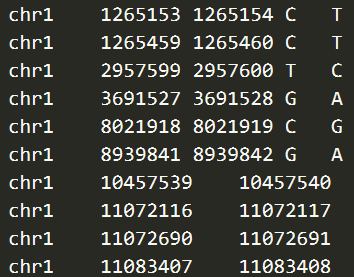 chr1 1265153 1265154 C T
chr1 1265459 1265460 C T
chr1 2957599 2957600 T C
chr1 3691527 3691528 G A
chr1 8021918 8021919 C G
chr1 8939841 8939842 G A
chr1 10457539 10457540
chr1 11072116 11072117
chr1 11072690 11072691
chr1 11083407 11083408